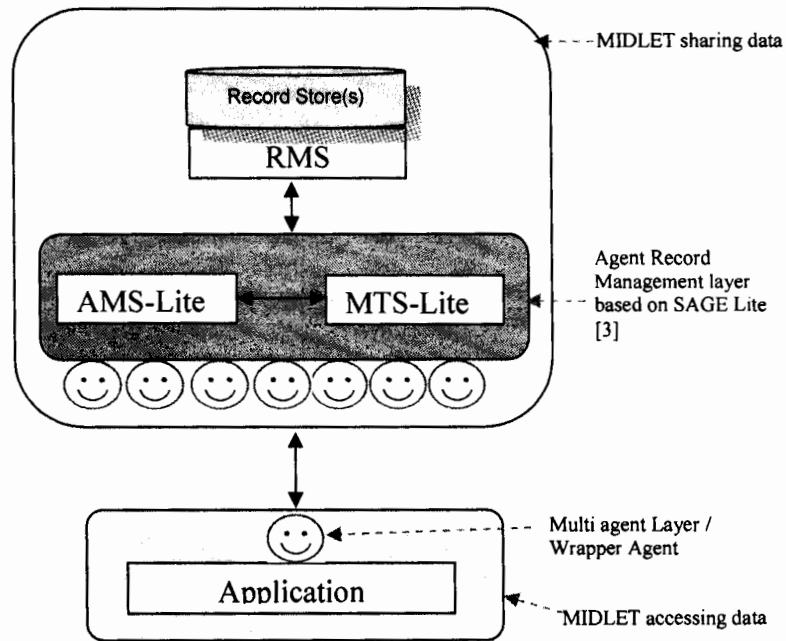 MIDLET sharing data
Record Store(s)
RMS
Agent Record
Management layer
based on SAGE Lite
[3]
AMS-Lite
MTS-Lite
Multi agent Layer /
Wrapper Agent
Application
MIDLET accessing data